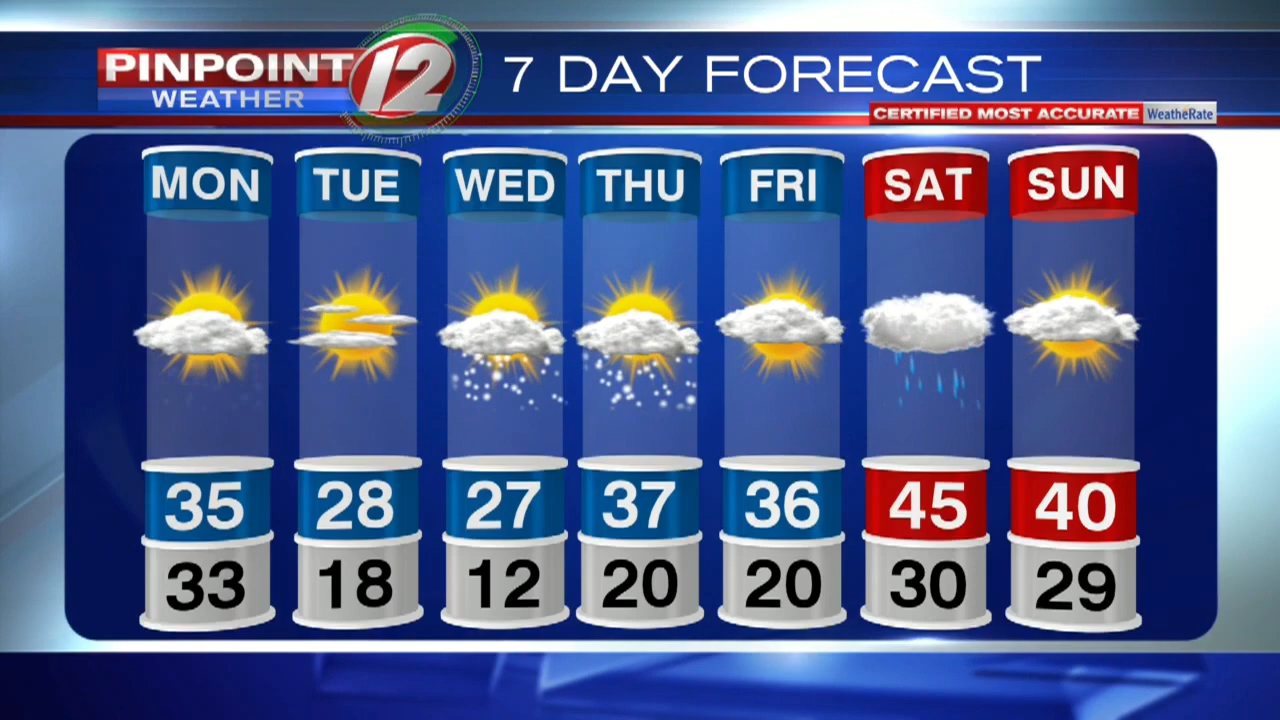 PINPOINT 12
WEATHER
7 DAY FORECAST
CERTIFIED MOST ACCURATE WeatheRate
MON TUE WED THU FRI SAT SUN
35 28 27 37 36 45 40
33 18 12 20 20 30 29